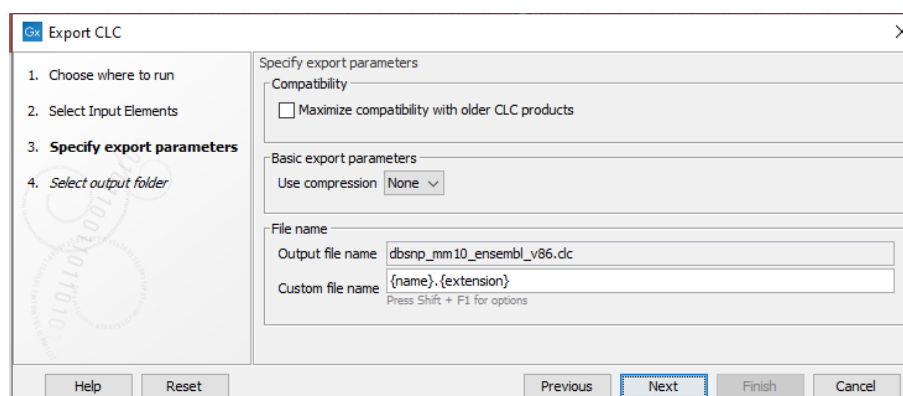 Gx Export CLC
1. Choose where to run
2. Select Input Elements
3. Specify export parameters
4. Select output folder
Specify export parameters
Compatibility
Maximize compatibility with older CLC products
Basic export parameters
Use compression None
File name
Output file name dbsnp_mm10_ensembl_v86.clc
Custom file name {name}.{extension}
Press Shift + F1 for options
Help Reset Previous Next Finish Cancel